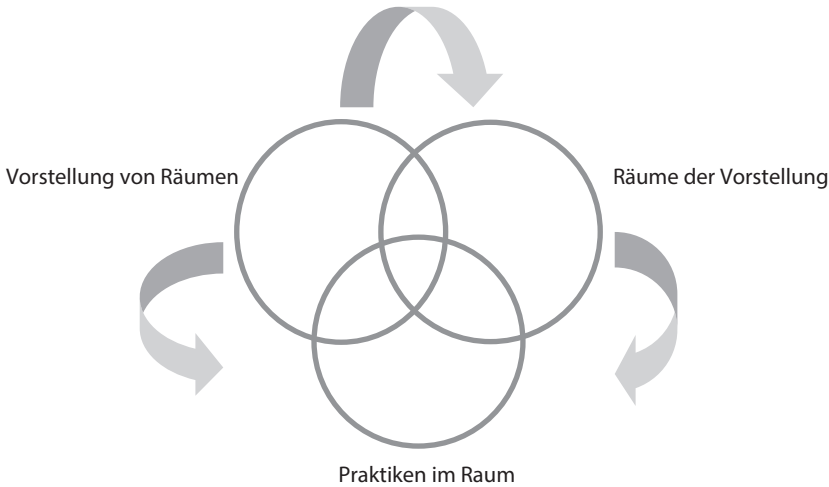 Vorstellung von Räumen
Räume der Vorstellung
Praktiken im Raum